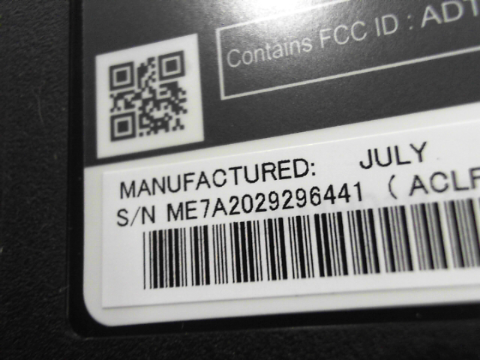 Contains FCC ID : ADT
MANUFACTURED: JULY
S/N ME7A2029296441 ( ACLF